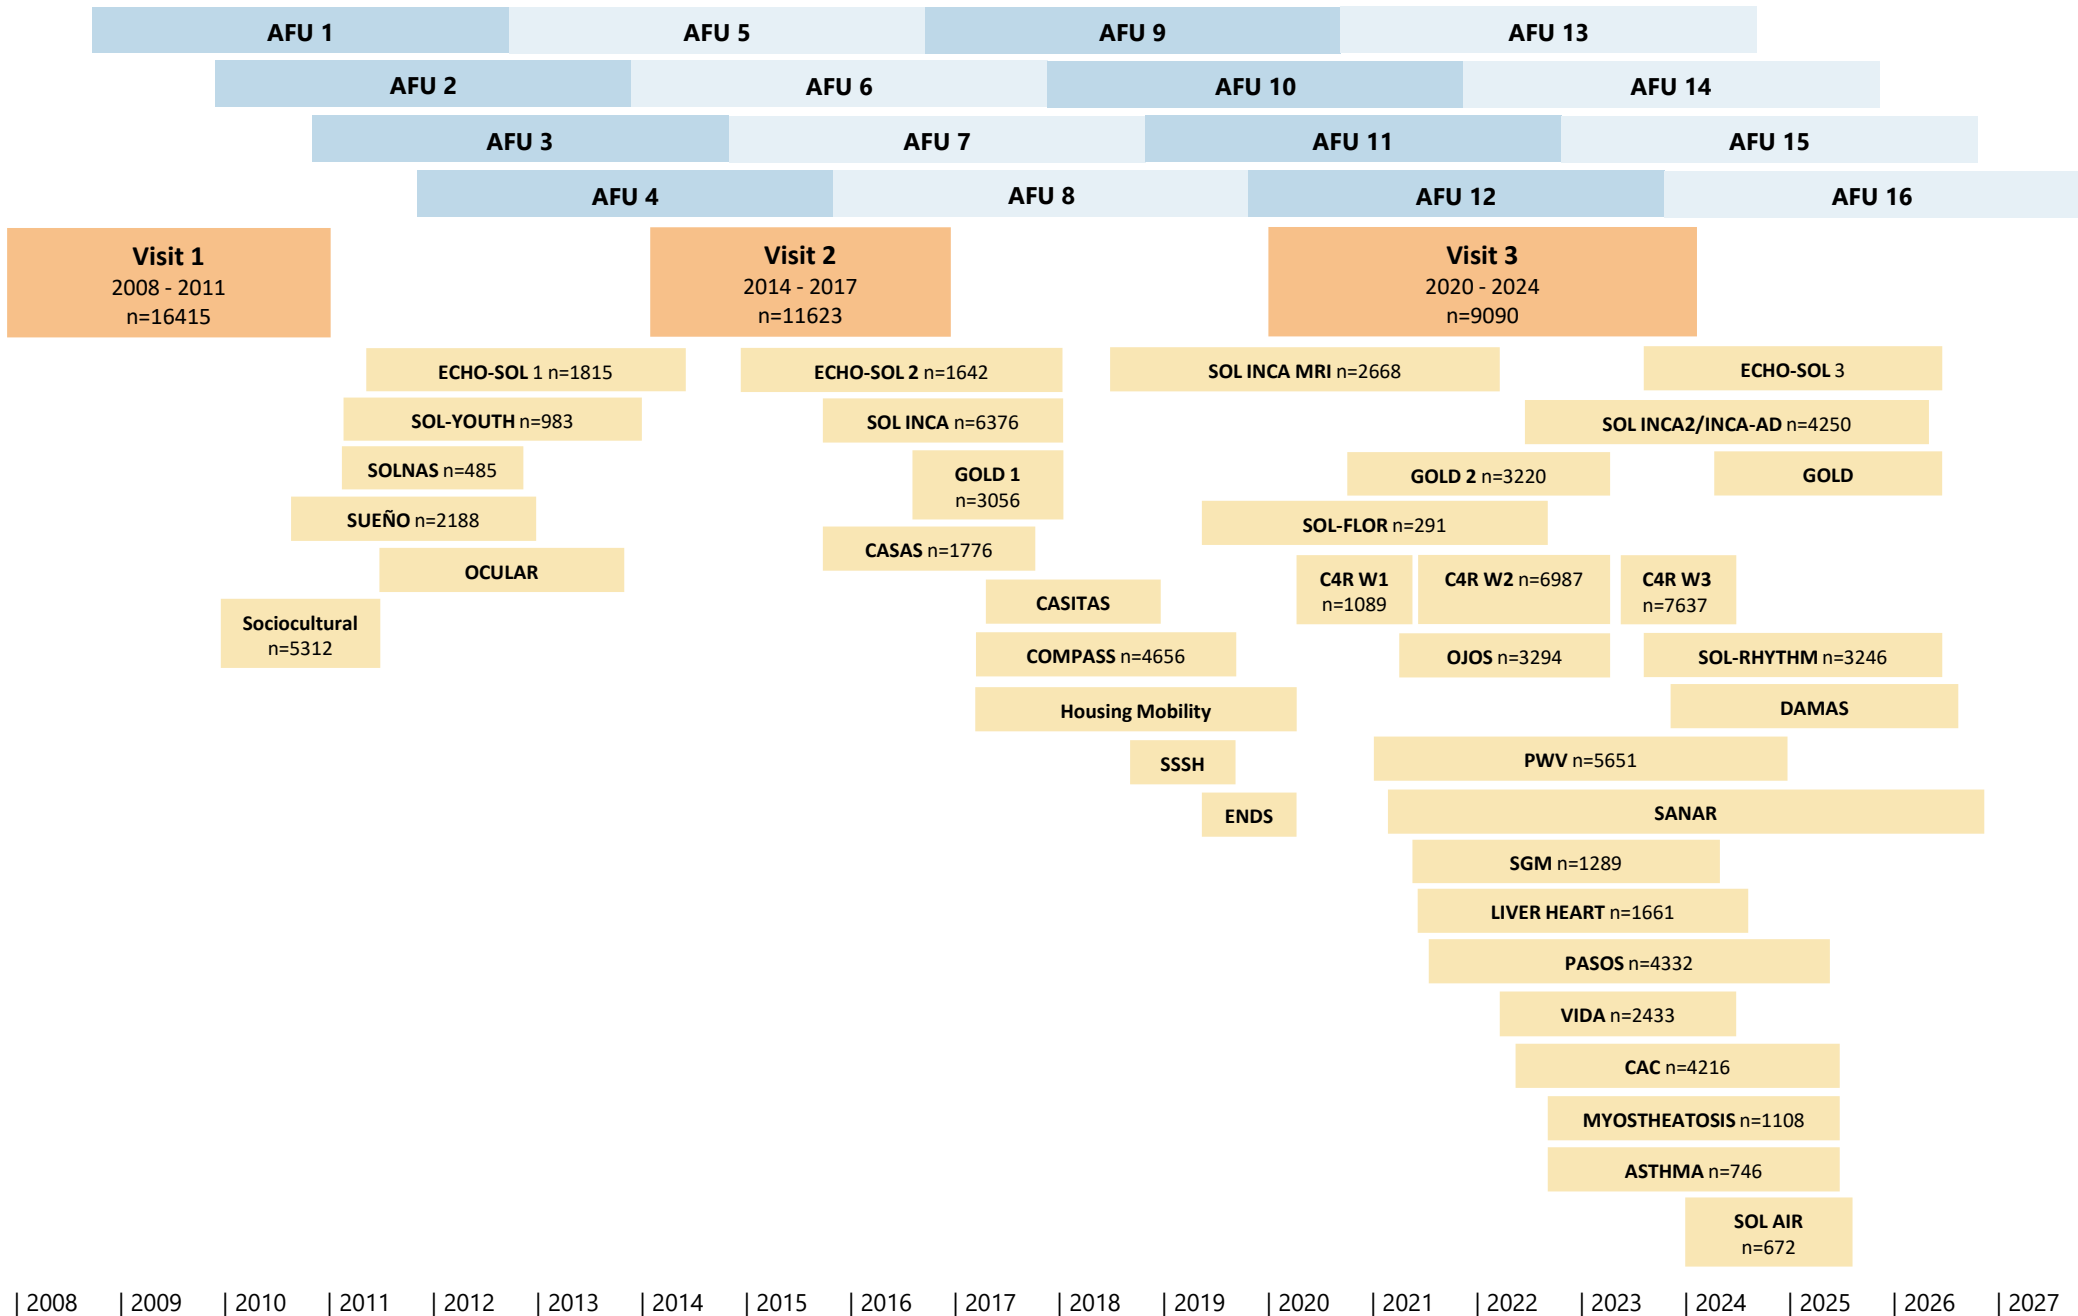 AFU 1
AFU 5
AFU 9
AFU 13
AFU 2
AFU 6
AFU 10
AFU 14
AFU 3
AFU 7
AFU 11
AFU 15
AFU 4
AFU 8
AFU 12
AFU 16
Visit 1
2008 - 2011
n=16415
Visit 2
2014 - 2017
n=11623
Visit 3
2020 - 2024
n=9090
ECHO-SOL 1 n=1815
ECHO-SOL 2 n=1642
SOL INCA MRI n=2668
ECHO-SOL 3
SOL-YOUTH n=983
SOL INCA n=6376
SOL INCA2/INCA-AD n=4250
SOLNAS n=485
GOLD 1
n=3056
GOLD 2 n=3220
GOLD
SUEÑO n=2188
SOL-FLOR n=291
CASAS n=1776
OCULAR
C4R W1
n=1089
C4R W2 n=6987
C4R W3
n=7637
CASITAS
Sociocultural
n=5312
COMPASS n=4656
OJOS n=3294
SOL-RHYTHM n=3246
Housing Mobility
DAMAS
SSSH
PWV n=5651
ENDS
SANAR
SGM n=1289
LIVER HEART n=1661
PASOS n=4332
VIDA n=2433
CAC n=4216
MYOSTHEATOSIS n=1108
ASTHMA n=746
SOL AIR
n=672
| 2008 | 2009 | 2010 | 2011 | 2012 | 2013 | 2014 | 2015 | 2016 | 2017 | 2018 | 2019 | 2020 | 2021 | 2022 | 2023 | 2024 | 2025 | 2026 | 2027